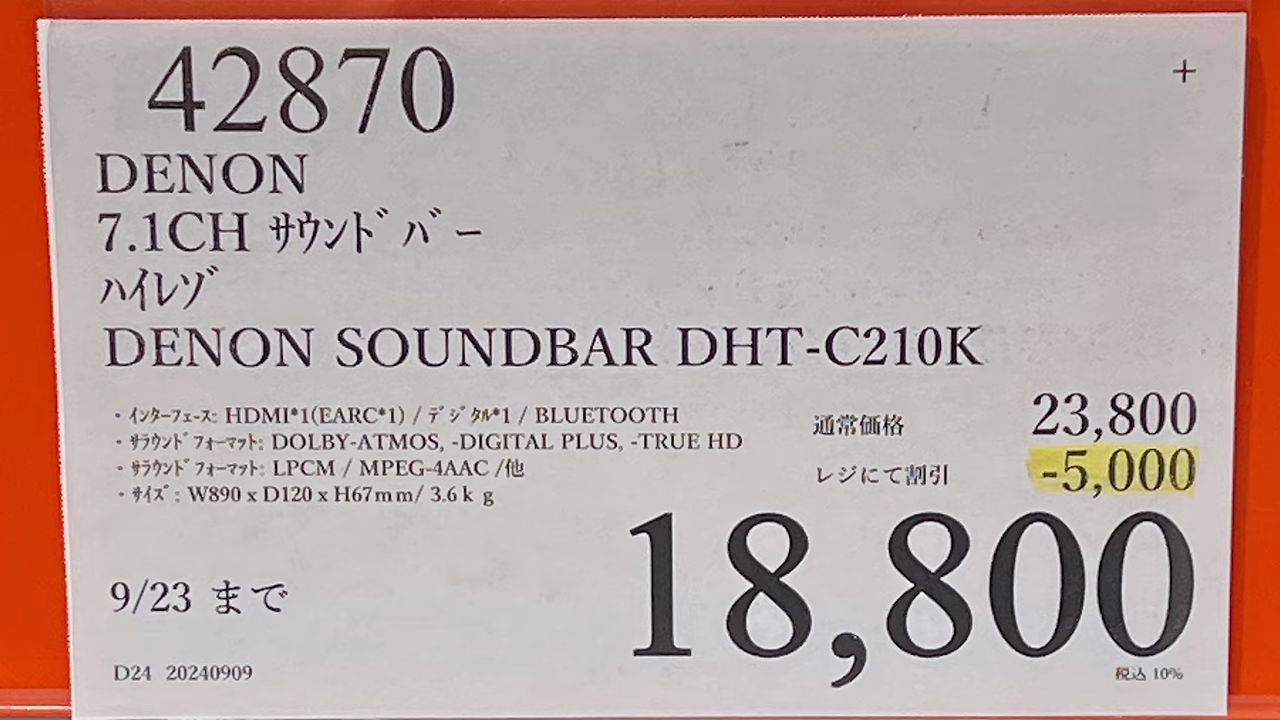 42870
+
DENON
7.1CH ｻｳﾝﾄﾞﾊﾞｰ
ﾊｲﾚｿﾞ
DENON SOUNDBAR DHT-C210K
・ｲﾝﾀｰﾌｪｰｽ: HDMI*1(EARC*1) / ﾃﾞｼﾞﾀﾙ*1 / BLUETOOTH
・ｻﾗｳﾝﾄﾞﾌｫｰﾏｯﾄ: DOLBY-ATMOS, -DIGITAL PLUS, -TRUE HD
・ｻﾗｳﾝﾄﾞﾌｫｰﾏｯﾄ: LPCM / MPEG-4AAC /他
・ｻｲｽﾞ: W890 x D120 x H67mm/ 3.6ｋｇ
通常価格 23,800
レジにて割引 -5,000
18,800
9/23 まで
D24 20240909
税込 10%